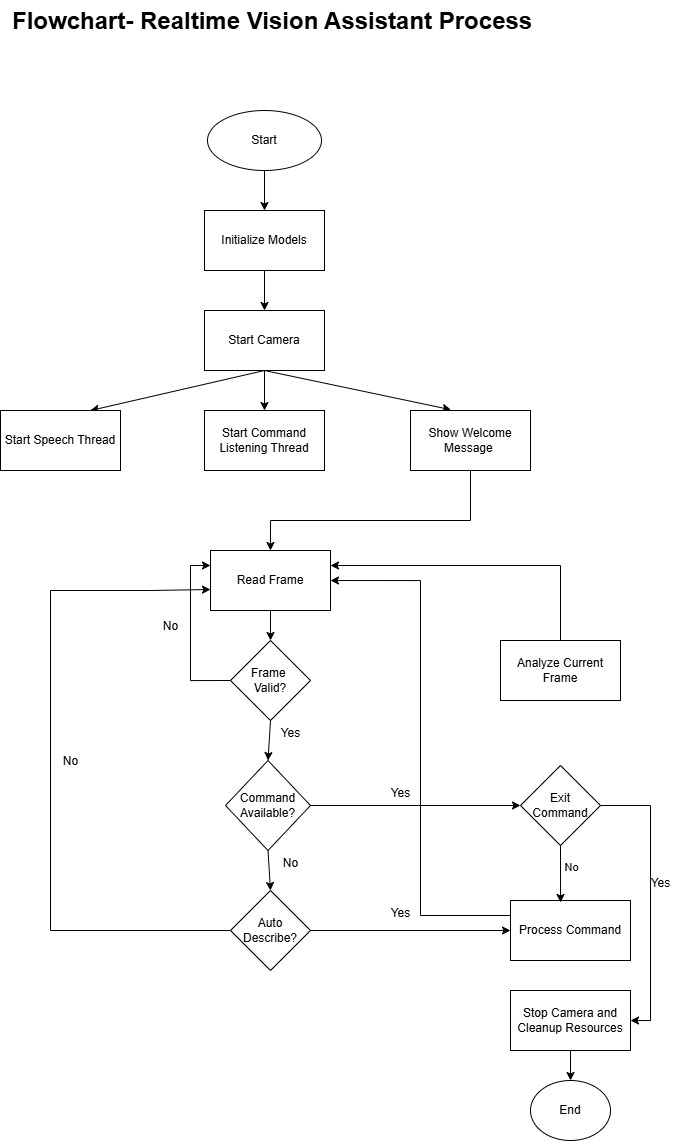 Flowchart- Realtime Vision Assistant Process
Start
Initialize Models
Start Camera
Start Speech Thread
Start Command
Listening Thread
Show Welcome
Message
Read Frame
No
Frame
Valid?
Analyze Current
Frame
Yes
No
Command
Available?
Yes
Exit
Command
No
No
Yes
Auto
Describe?
Yes
Process Command
Stop Camera and
Cleanup Resources
End